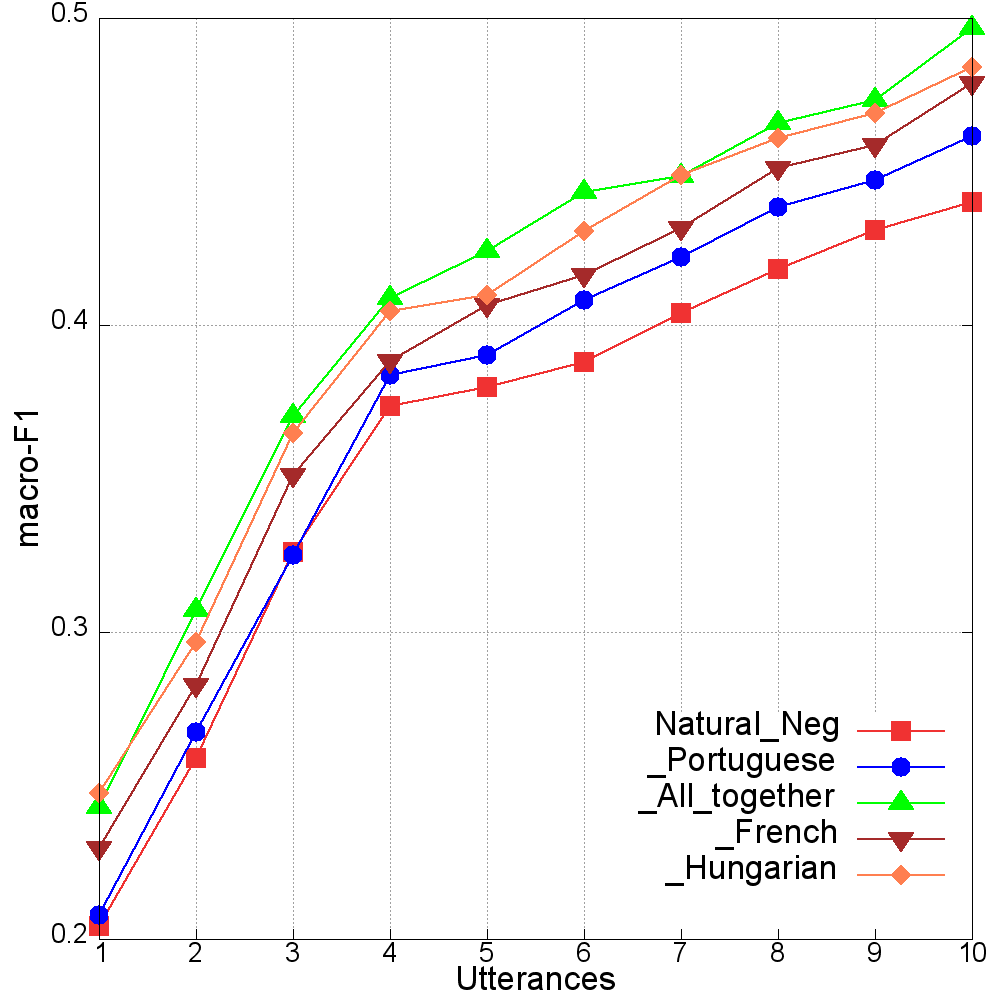 0.5
0.4
0.3
0.2
macro-F1
Natural_Neg
_Portuguese
_All_together
_French
_Hungarian
1 2 3 4 5 6 7 8 9 10
Utterances